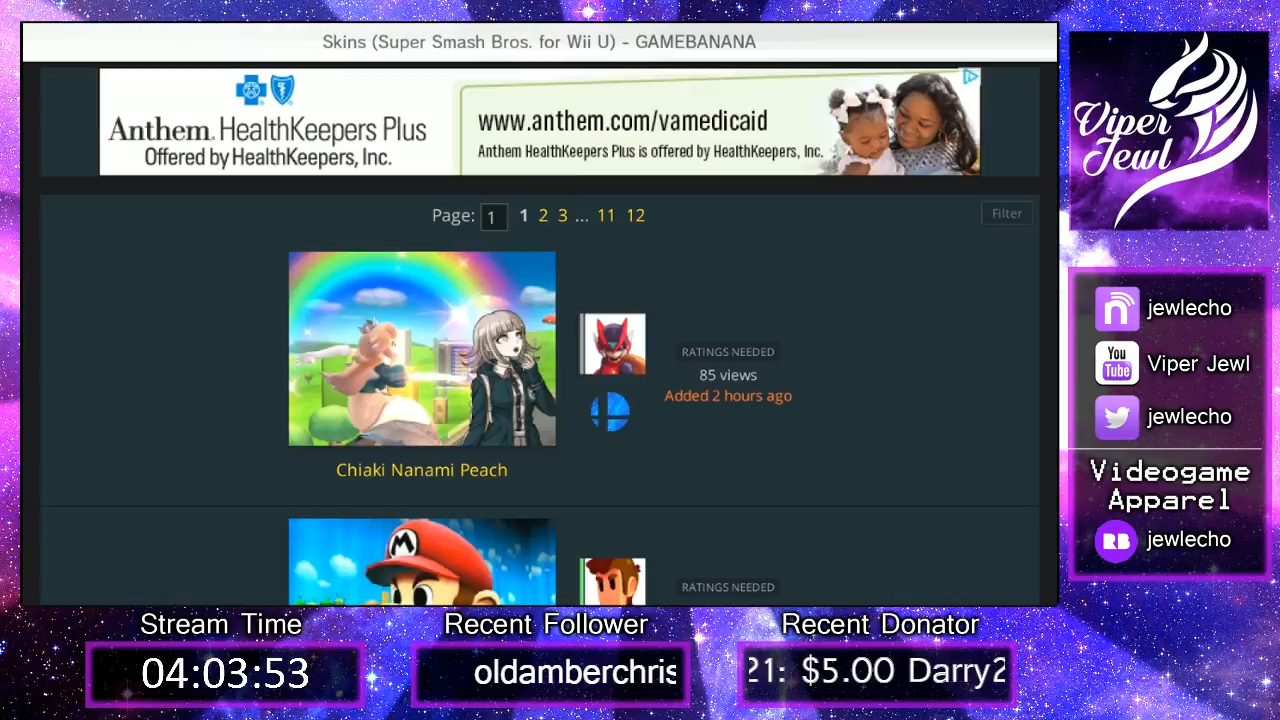 Skins (Super Smash Bros. for Wii U) - GAMEBANANA
Anthem. HealthKeepers Plus
Offered by HealthKeepers, Inc.
www.anthem.com/vamedicaid
Anthem HealthKeepers Plus is offered by HealthKeepers, Inc.
Page: 1 1 2 3 ... 11 12
Filter
RATINGS NEEDED
85 views
Added 2 hours ago
Chiaki Nanami Peach
M
RATINGS NEEDED
Viper
Jewl
n jewlecho
You
Tube
Viper Jewl
jewlecho
Videogame
Apparel
RB jewlecho
Stream Time
04:03:53
Recent Follower
oldamberchris
Recent Donator
21: $5.00 Darry2